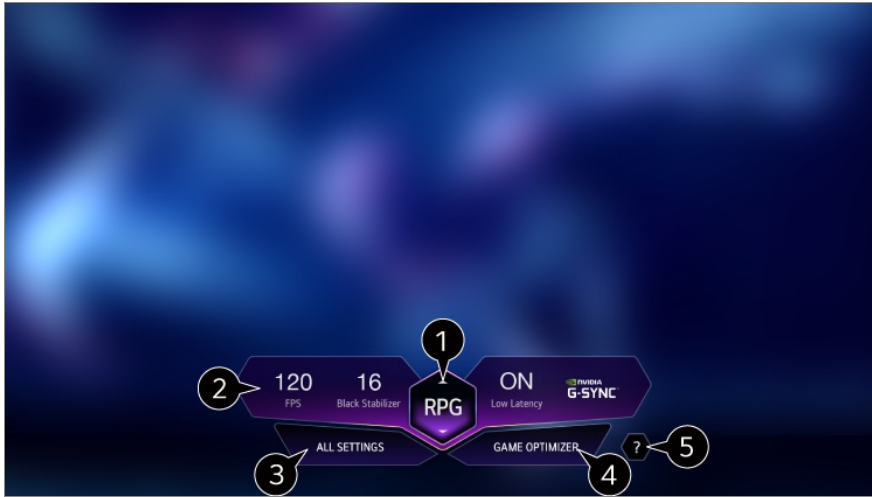 1
2
120 16 RPG ON NVIDIA G-SYNC
FPS Black Stabilizer Low Latency
ALL SETTINGS GAME OPTIMIZER ? 5
3 4